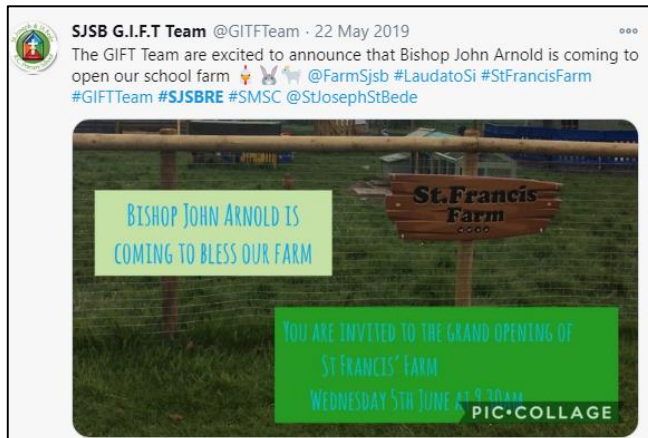 SJSB G.I.F.T Team @GITFTeam · 22 May 2019
The GIFT Team are excited to announce that Bishop John Arnold is coming to
open our school farm 🐓🐰🐐 @FarmSjsb #LaudatoSi #StFrancisFarm
#GIFTTeam #SJSBRE #SMSC @StJosephStBede
St.Francis
Farm
BISHOP JOHN ARNOLD IS
COMING TO BLESS OUR FARM
YOU ARE INVITED TO THE GRAND OPENING OF
ST FRANCIS' FARM
WEDNESDAY 5TH JUNE AT 9.30AM
PIC•COLLAGE